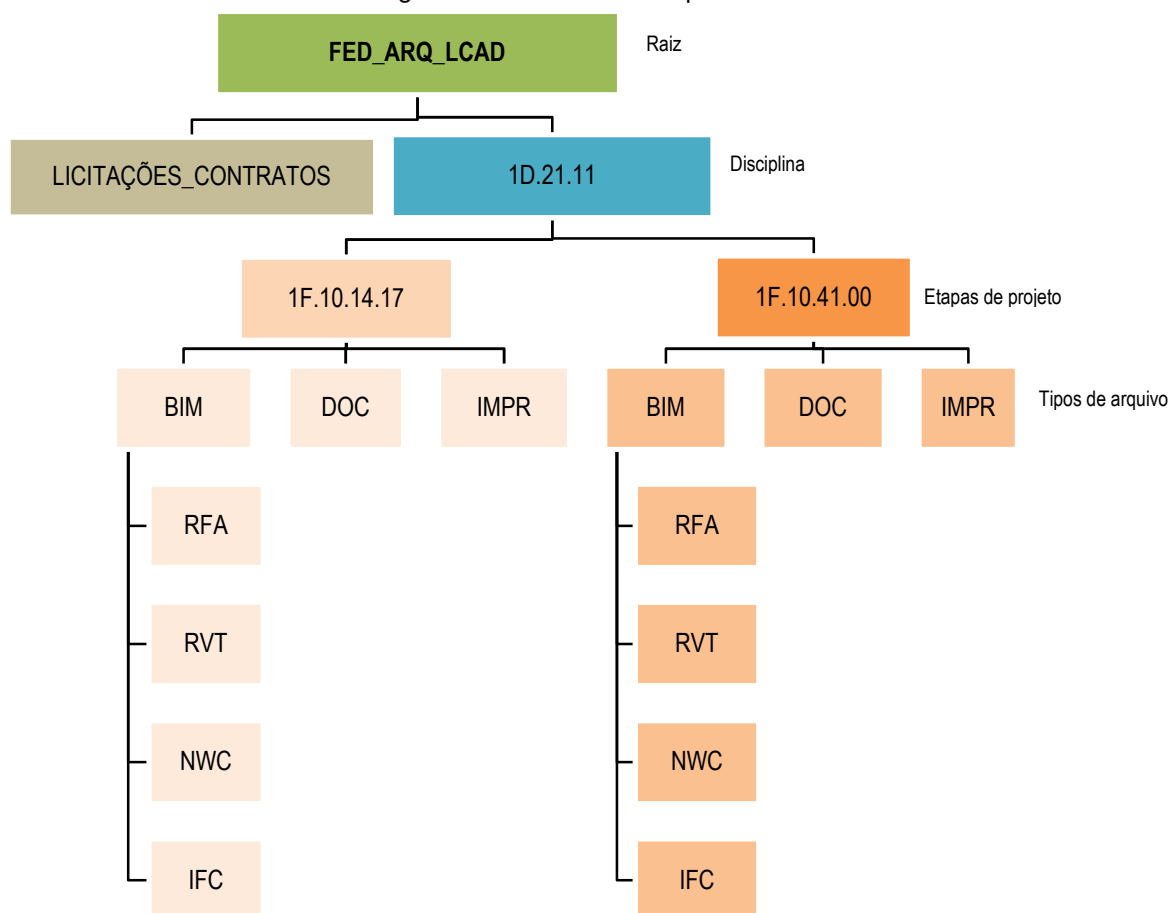 FED_ARQ_LCAD
Raiz
LICITAÇÕES_CONTRATOS
1D.21.11
Disciplina
1F.10.14.17
1F.10.41.00
Etapas de projeto
BIM
DOC
IMPR
BIM
DOC
IMPR
Tipos de arquivo
RFA
RFA
RVT
RVT
NWC
NWC
IFC
IFC